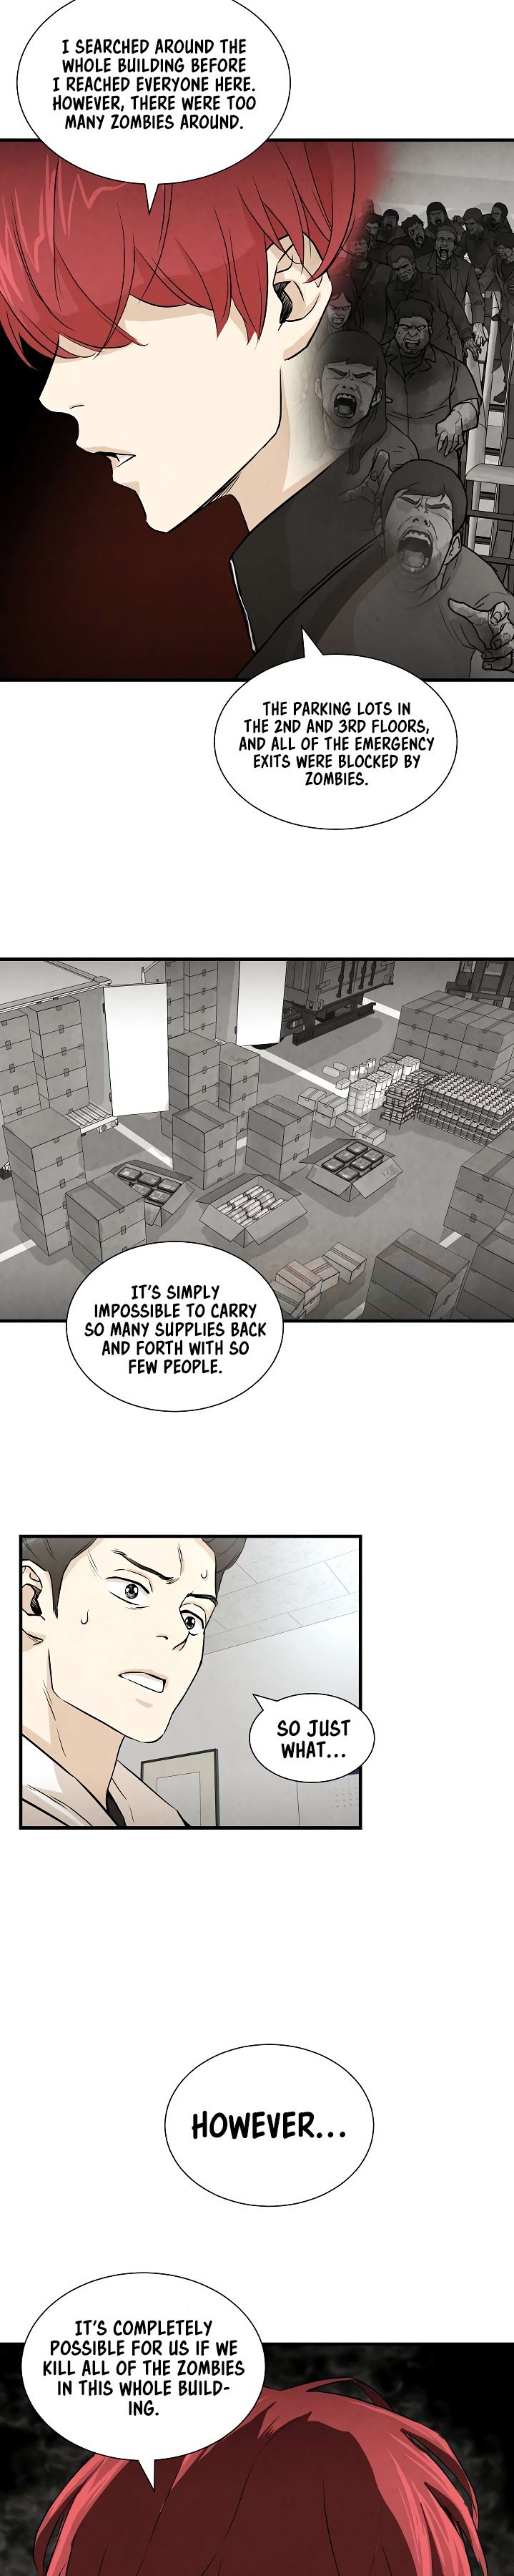 I SEARCHED AROUND THE
WHOLE BUILDING BEFORE
I REACHED EVERYONE HERE.
HOWEVER, THERE WERE TOO
MANY ZOMBIES AROUND.
THE PARKING LOTS IN
THE 2ND AND 3RD FLOORS,
AND ALL OF THE EMERGENCY
EXITS WERE BLOCKED BY
ZOMBIES.
IT'S SIMPLY
IMPOSSIBLE TO CARRY
SO MANY SUPPLIES BACK
AND FORTH WITH SO
FEW PEOPLE.
SO JUST
WHAT...
HOWEVER...
IT'S COMPLETELY
POSSIBLE FOR US IF WE
KILL ALL OF THE ZOMBIES
IN THIS WHOLE BUILD-
ING.